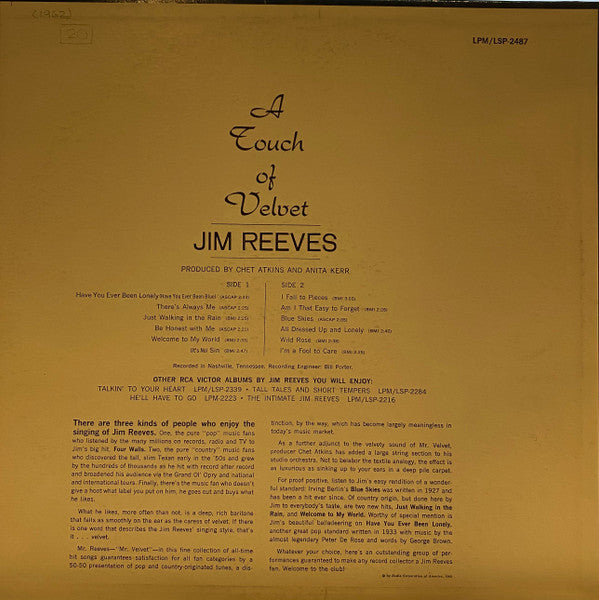 (1962)
20
LPM/LSP-2487
A
Touch
of
Velvet
JIM REEVES
PRODUCED BY CHET ATKINS AND ANITA KERR
SIDE 1
Have You Ever Been Lonely (Have You Ever Been Blue)
There's Always Me (ASCAP 2:25)
Just Walking in the Rain (BMI 2:25)
Be Honest with Me (ASCAP 2:21)
Welcome to My World
(It's No) Sin
SIDE 2
I Fall to Pieces
Am I That Easy to Forget
Blue Skies (ASCAP 2:05)
All Dressed Up and Lonely
Wild Rose
I'm a Fool to Care
Recorded in Nashville, Tennessee. Recording Engineer: Bill Porter.
OTHER RCA VICTOR ALBUMS BY JIM REEVES YOU WILL ENJOY:
TALKIN' TO YOUR HEART LPM/LSP-2339 • TALL TALES AND SHORT TEMPERS LPM/LSP-2284
HE'LL HAVE TO GO LPM-2223 • THE INTIMATE JIM REEVES LPM/LSP-2216
There are three kinds of people who enjoy the
singing of Jim Reeves. One, the pure "pop" music fans
who listened by the many millions on records, radio and TV to
Jim's big hit, Four Walls. Two, the pure "country" music fans
who discovered the tall, slim Texan early in the '50s and grew
by the hundreds of thousands as he hit with record after record
and broadened his audience via the Grand Ol' Opry and national
and international tours. Finally, there's the music fan who doesn't
give a hoot what label you put on him, he goes out and buys what
he likes.
What he likes, more often than not, is a deep, rich baritone
that falls as smoothly on the ear as the caress of velvet. If there
is one word that describes the Jim Reeves' singing style, that's
it . . . velvet.
Mr. Reeves—"Mr. Velvet"—in this fine collection of all-time
hit songs guarantees satisfaction for all fan categories by a
50-50 presentation of pop and country-originated tunes, a dis-
tinction, by the way, which has become largely meaningless in
today's music market.
As a further adjunct to the velvety sound of Mr. Velvet,
producer Chet Atkins has added a large string section to his
studio orchestra. Not to belabor the textile analogy, the effect is
as luxurious as sinking up to your ears in a deep pile carpet.
For proof positive, listen to Jim's easy rendition of a wonder-
ful standard: Irving Berlin's Blue Skies was written in 1927 and
has been a hit ever since. Of country origin, but done here by
Jim to everybody's taste, are two new hits, Just Walking in the
Rain, and Welcome to My World. Worthy of special mention is
Jim's beautiful balladeering on Have You Ever Been Lonely,
another great pop standard written in 1933 with music by the
almost legendary Peter De Rose and words by George Brown.
Whatever your choice, here's an outstanding group of per-
formances guaranteed to make any record collector a Jim Reeves
fan. Welcome to the club!
© by Radio Corporation of America, 1962